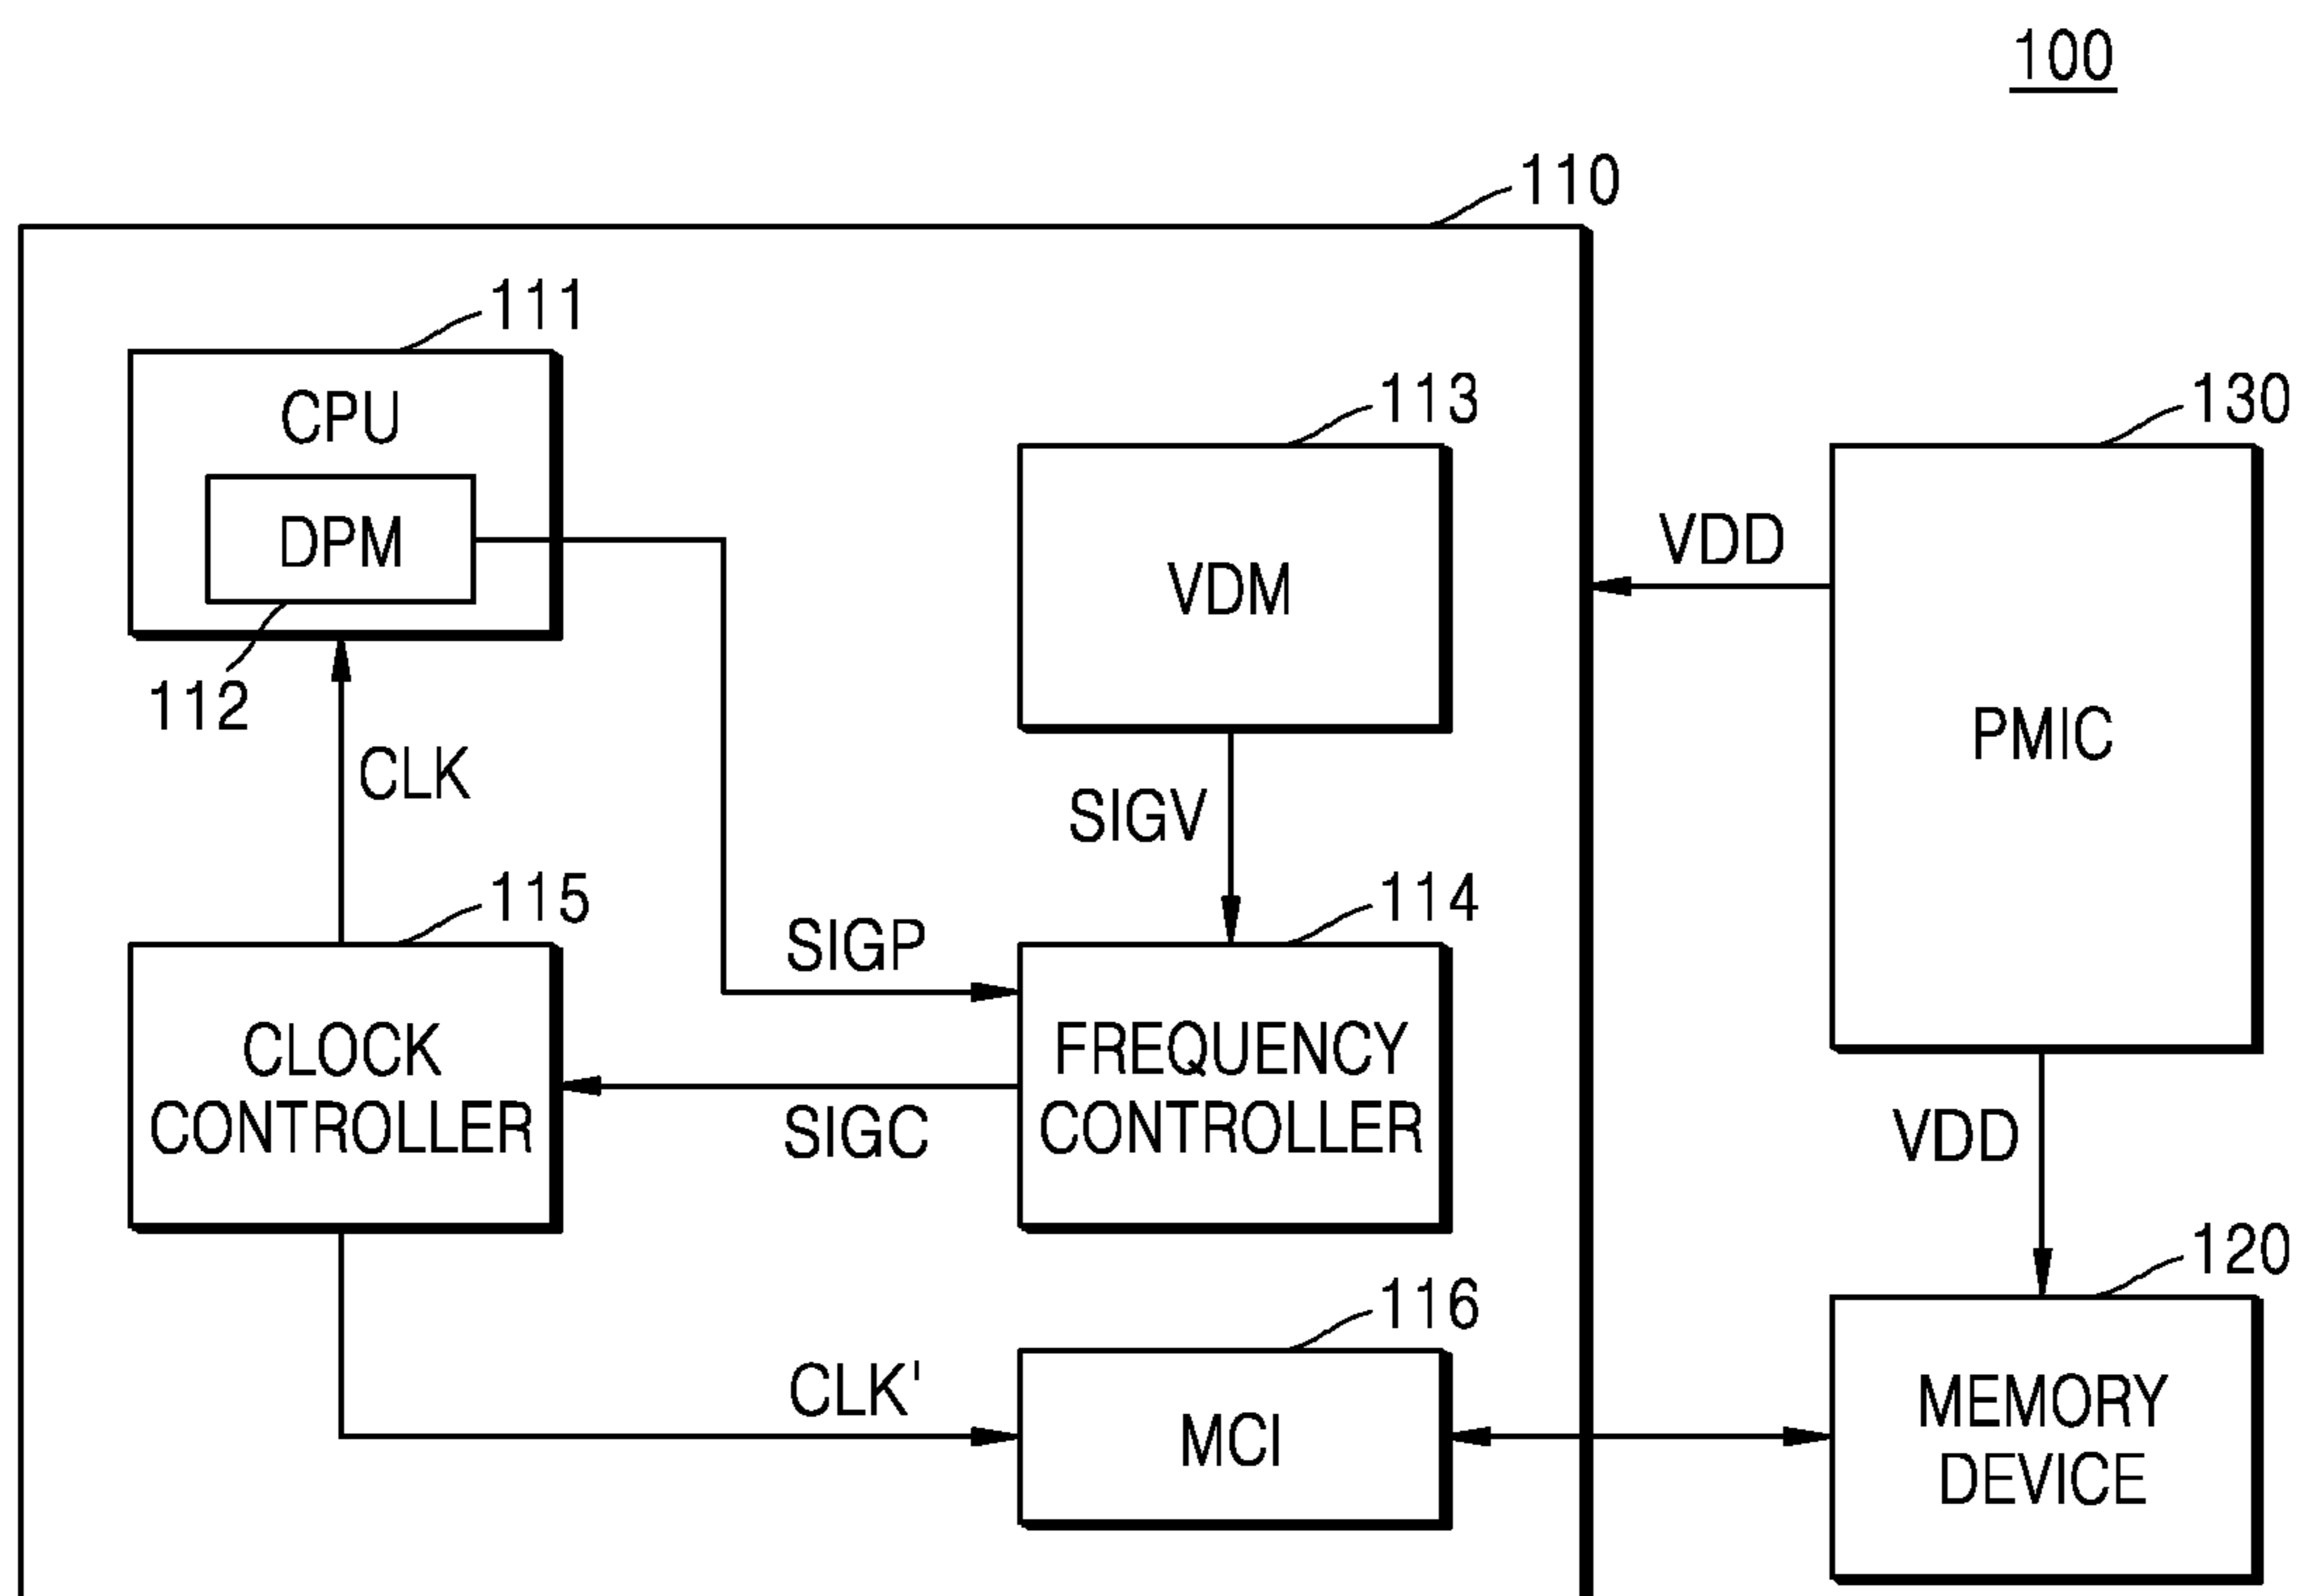 100
110
111
CPU
113
130
DPM
VDD
VDM
112
PMIC
CLK
SIGV
115
114
SIGP
CLOCK
CONTROLLER
FREQUENCY
CONTROLLER
SIGC
VDD
120
116
CLK'
MCI
MEMORY
DEVICE